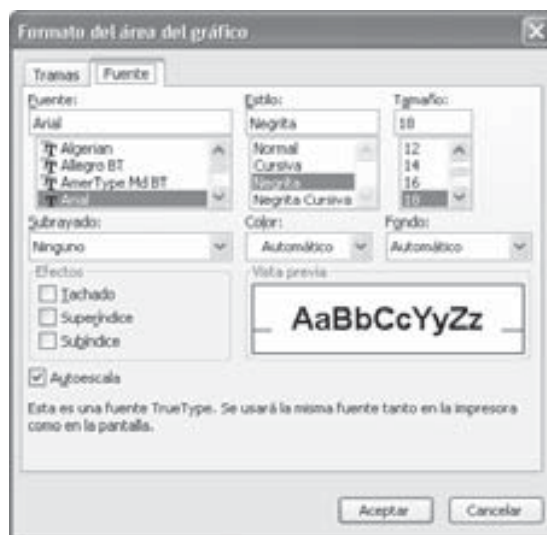 Formato del área del gráfico
Tramas Fuente
Fuente: Estilo: Tamaño:
Arial Negrita 18
Algerian Normal 12
Allegro BT Cursiva 14
AmerType Md BT Negrita 16
Arial Negrita Cursiva 18
Subrayado: Color: Fondo:
Ninguno Automático Automático
Efectos Vista previa
Tachado
Superíndice
Subíndice
AaBbCcYyZz
Autoescala
Esta es una fuente TrueType. Se usará la misma fuente tanto en la impresora
como en la pantalla.
Aceptar Cancelar